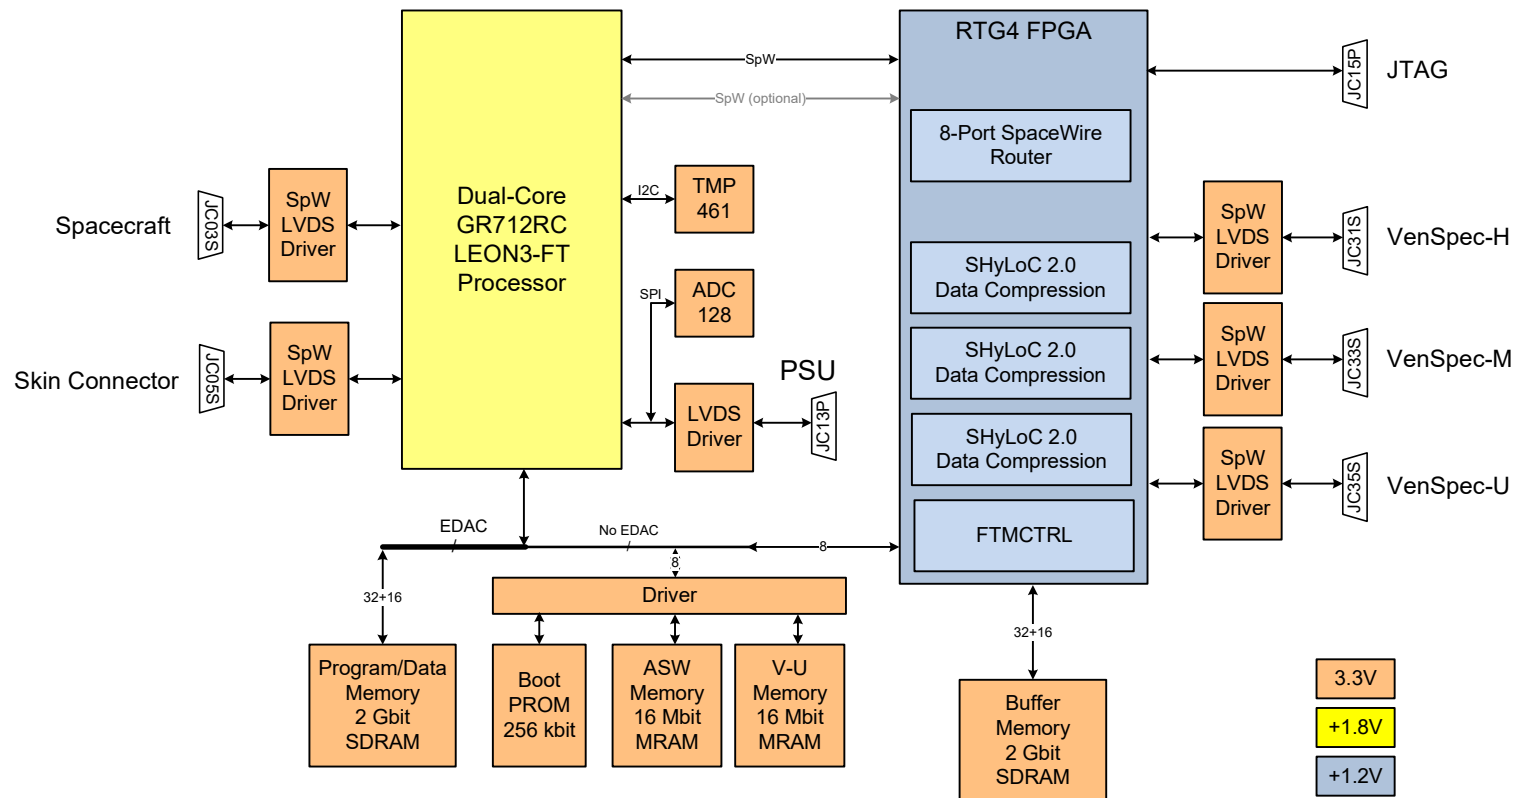 RTG4 FPGA
SpW
SpW (optional)
JC15P
JTAG
8-Port SpaceWire
Router
Dual-Core
GR712RC
LEON3-FT
Processor
I2C
TMP
461
Spacecraft
JC03S
SpW
LVDS
Driver
SpW
LVDS
Driver
JC31S
VenSpec-H
SHyLoC 2.0
Data Compression
SPI
ADC
128
Skin Connector
JC05S
SpW
LVDS
Driver
SHyLoC 2.0
Data Compression
SpW
LVDS
Driver
JC33S
VenSpec-M
PSU
LVDS
Driver
JC13P
SHyLoC 2.0
Data Compression
SpW
LVDS
Driver
JC35S
VenSpec-U
EDAC
No EDAC
8
8
FTMCTRL
32+16
Driver
32+16
Program/Data
Memory
2 Gbit
SDRAM
Boot
PROM
256 kbit
ASW
Memory
16 Mbit
MRAM
V-U
Memory
16 Mbit
MRAM
Buffer
Memory
2 Gbit
SDRAM
3.3V
+1.8V
+1.2V